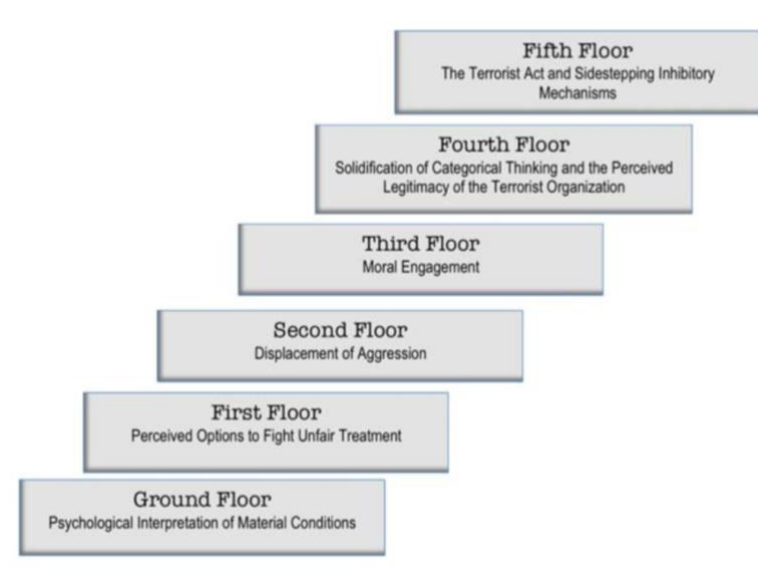 Fifth Floor
The Terrorist Act and Sidestepping Inhibitory
Mechanisms
Fourth Floor
Solidification of Categorical Thinking and the Perceived
Legitimacy of the Terrorist Organization
Third Floor
Moral Engagement
Second Floor
Displacement of Aggression
First Floor
Perceived Options to Fight Unfair Treatment
Ground Floor
Psychological Interpretation of Material Conditions